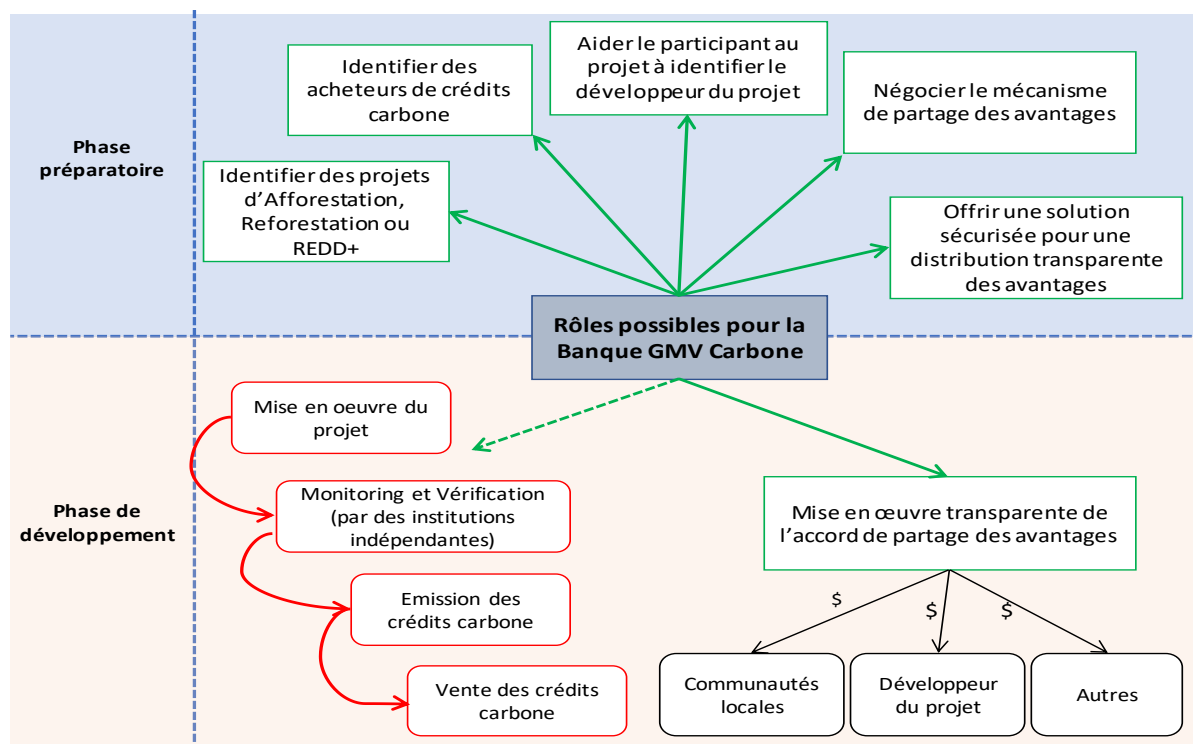 Phase
préparatoire
Identifier des
acheteurs de crédits
carbone
Aider le participant au
projet à identifier le
développeur du projet
Négocier le mécanisme
de partage des avantages
Identifier des projets
d’Afforestation,
Reforestation ou
REDD+
Offrir une solution
sécurisée pour une
distribution transparente
des avantages
Rôles possibles pour la
Banque GMV Carbone
Phase de
développement
Mise en oeuvre du
projet
Monitoring et Vérification
(par des institutions
indépendantes)
Emission des
crédits carbone
Vente des crédits
carbone
Mise en œuvre transparente de
l’accord de partage des avantages
$
$
$
Communautés
locales
Développeur
du projet
Autres